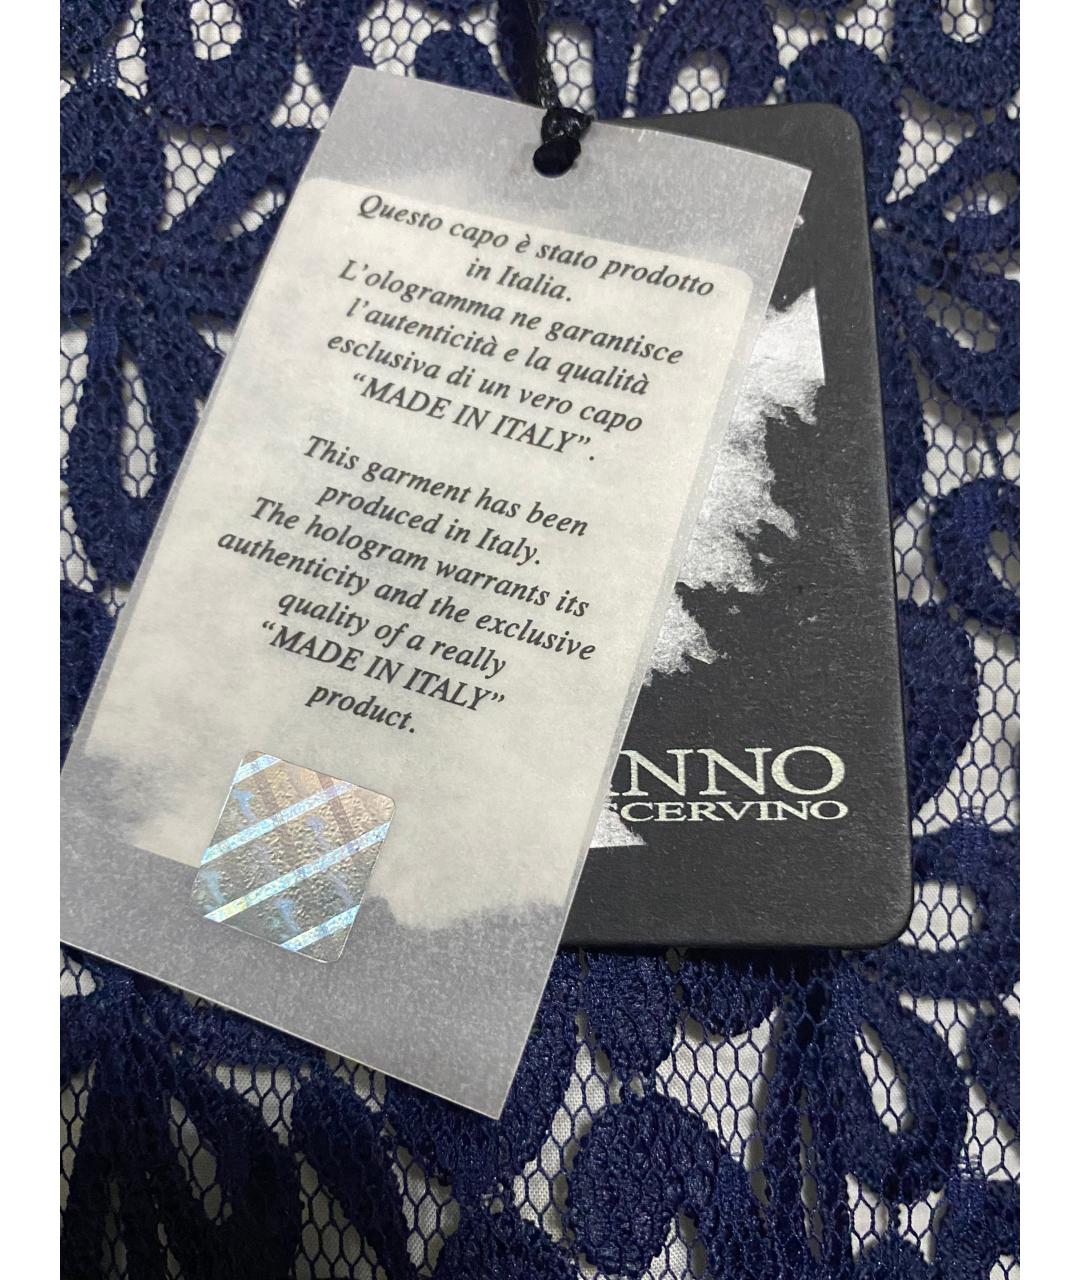 Questo capo è stato prodotto
in Italia.
L'ologramma ne garantisce
l'autenticità e la qualità
esclusiva di un vero capo
“MADE IN ITALY”.
This garment has been
produced in Italy.
The hologram warrants its
authenticity and the exclusive
quality of a really
“MADE IN ITALY”
product.
NNO
SCERVINO